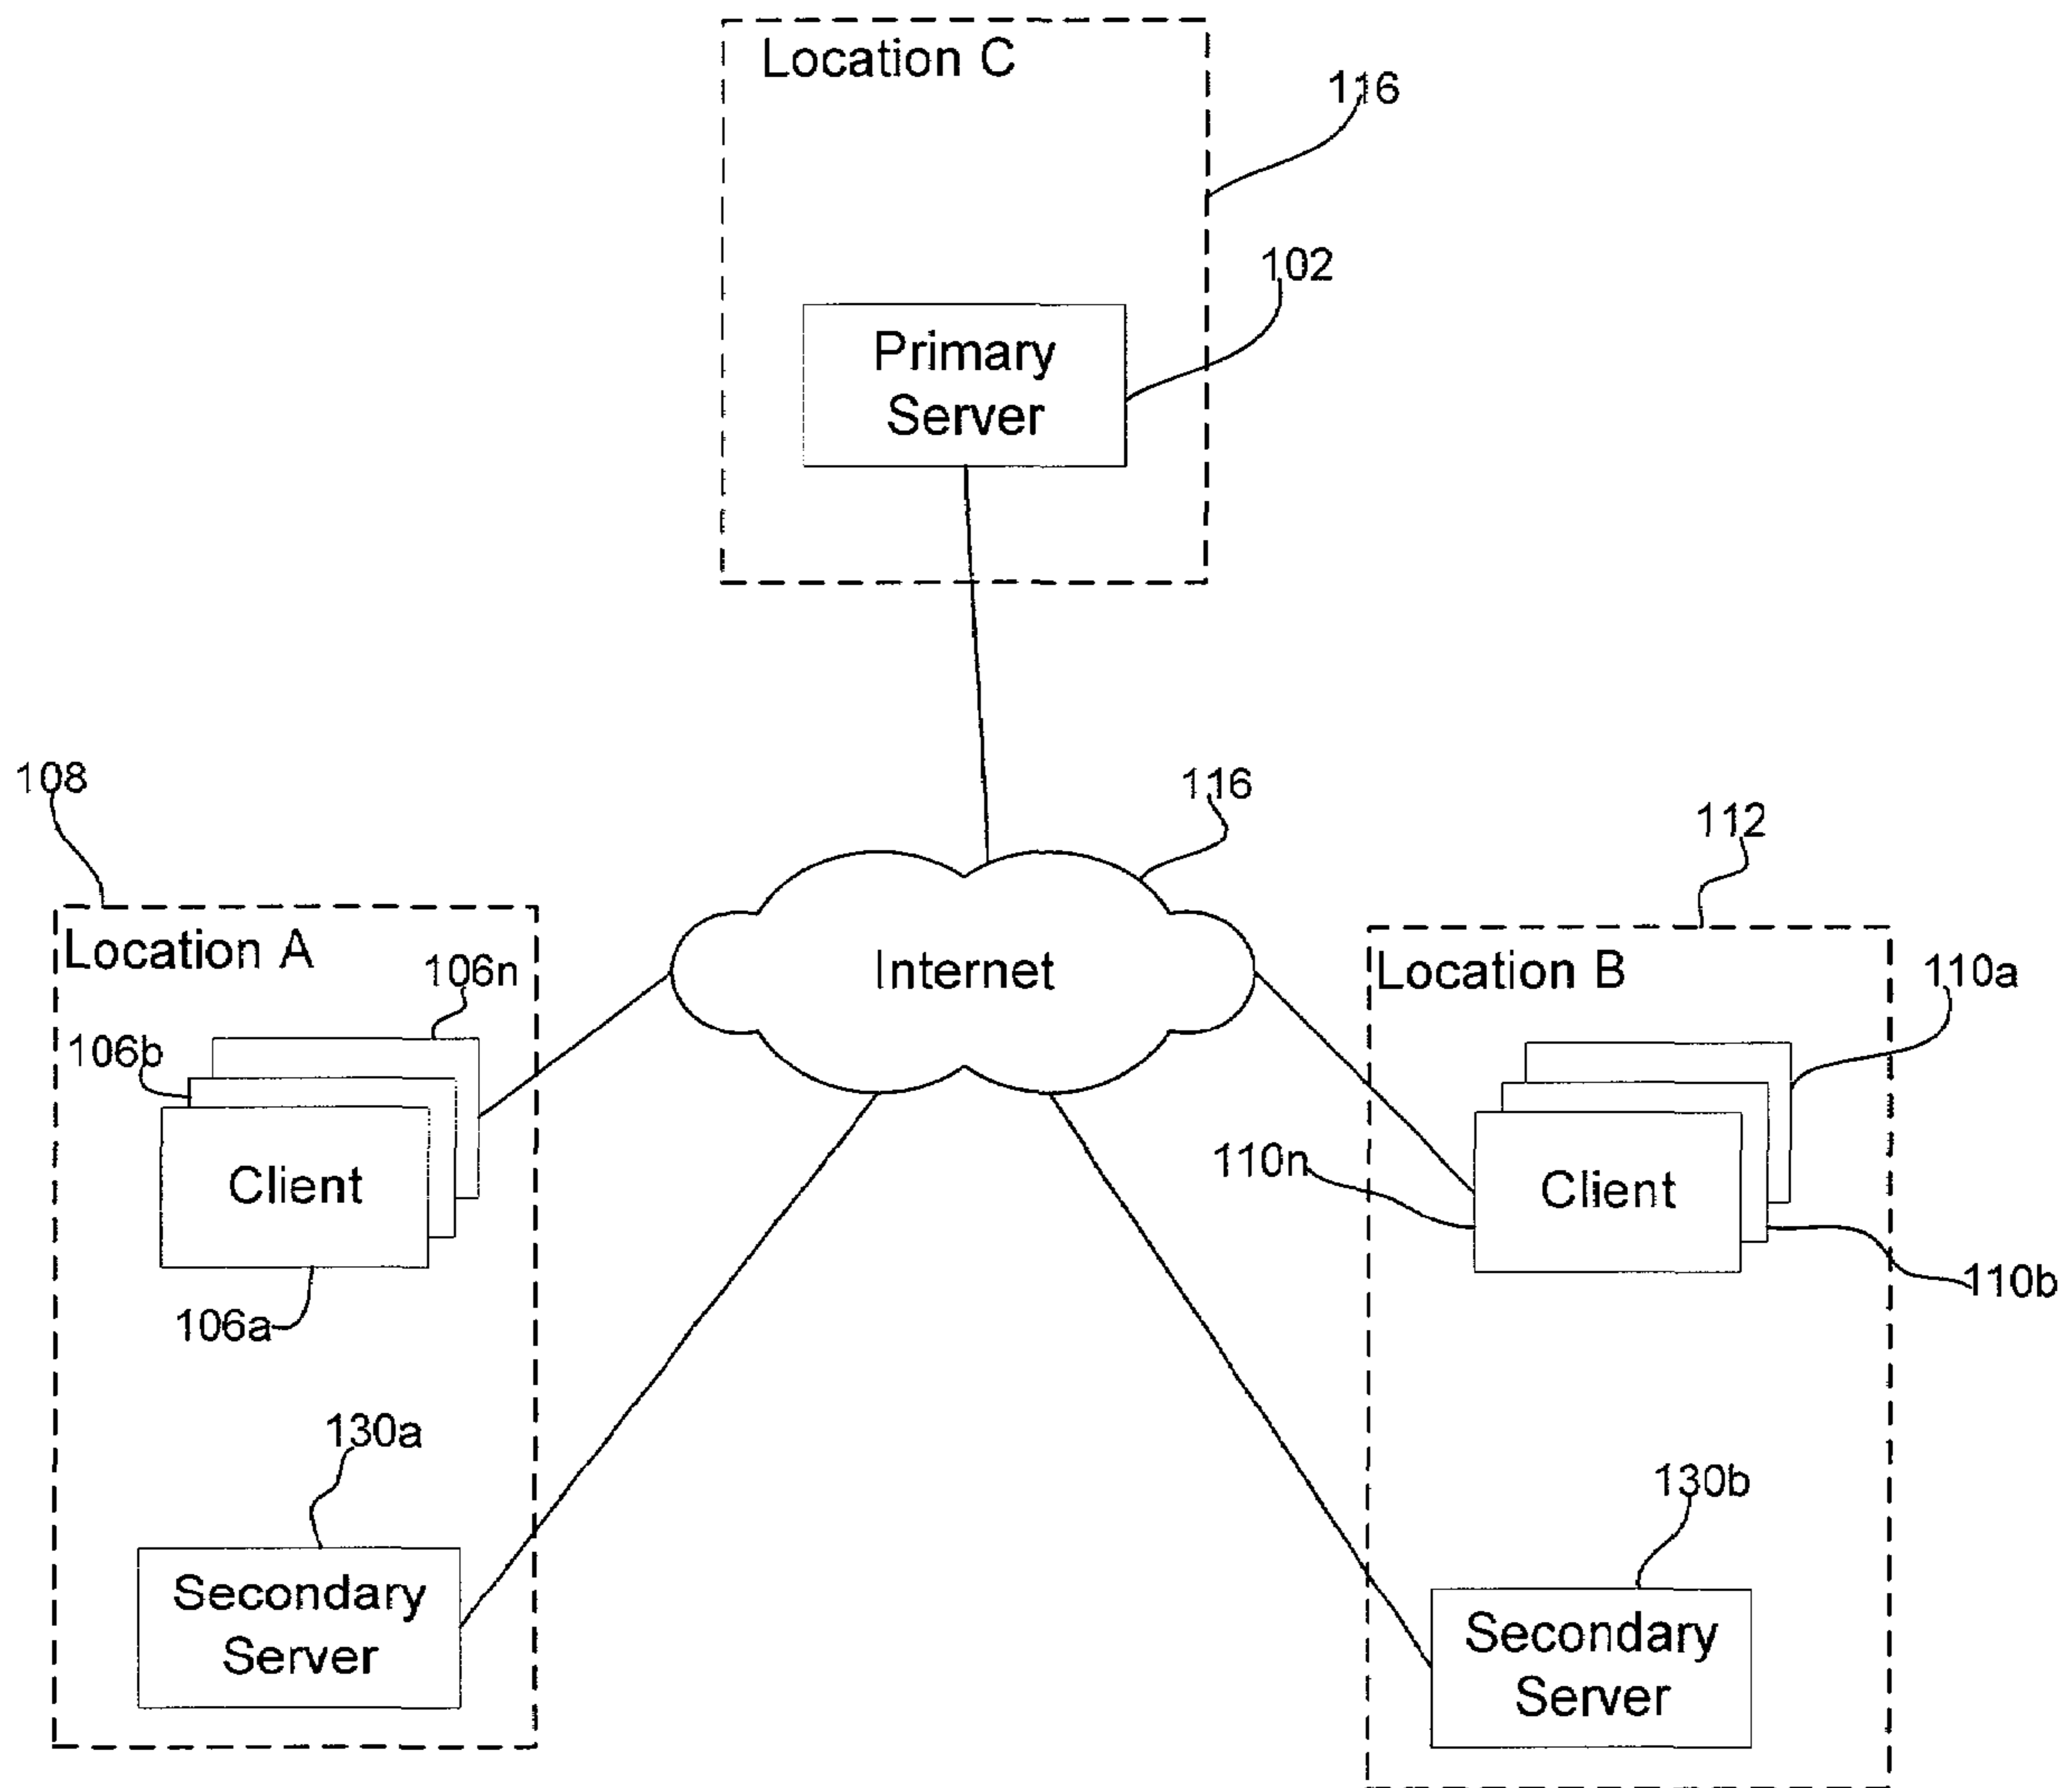 Location C
116
102
Primary
Server
108
116
112
Location A
Internet
Location B
106n
110a
106b
Client
110n
Client
110b
106a
130a
130b
Secondary
Server
Secondary
Server